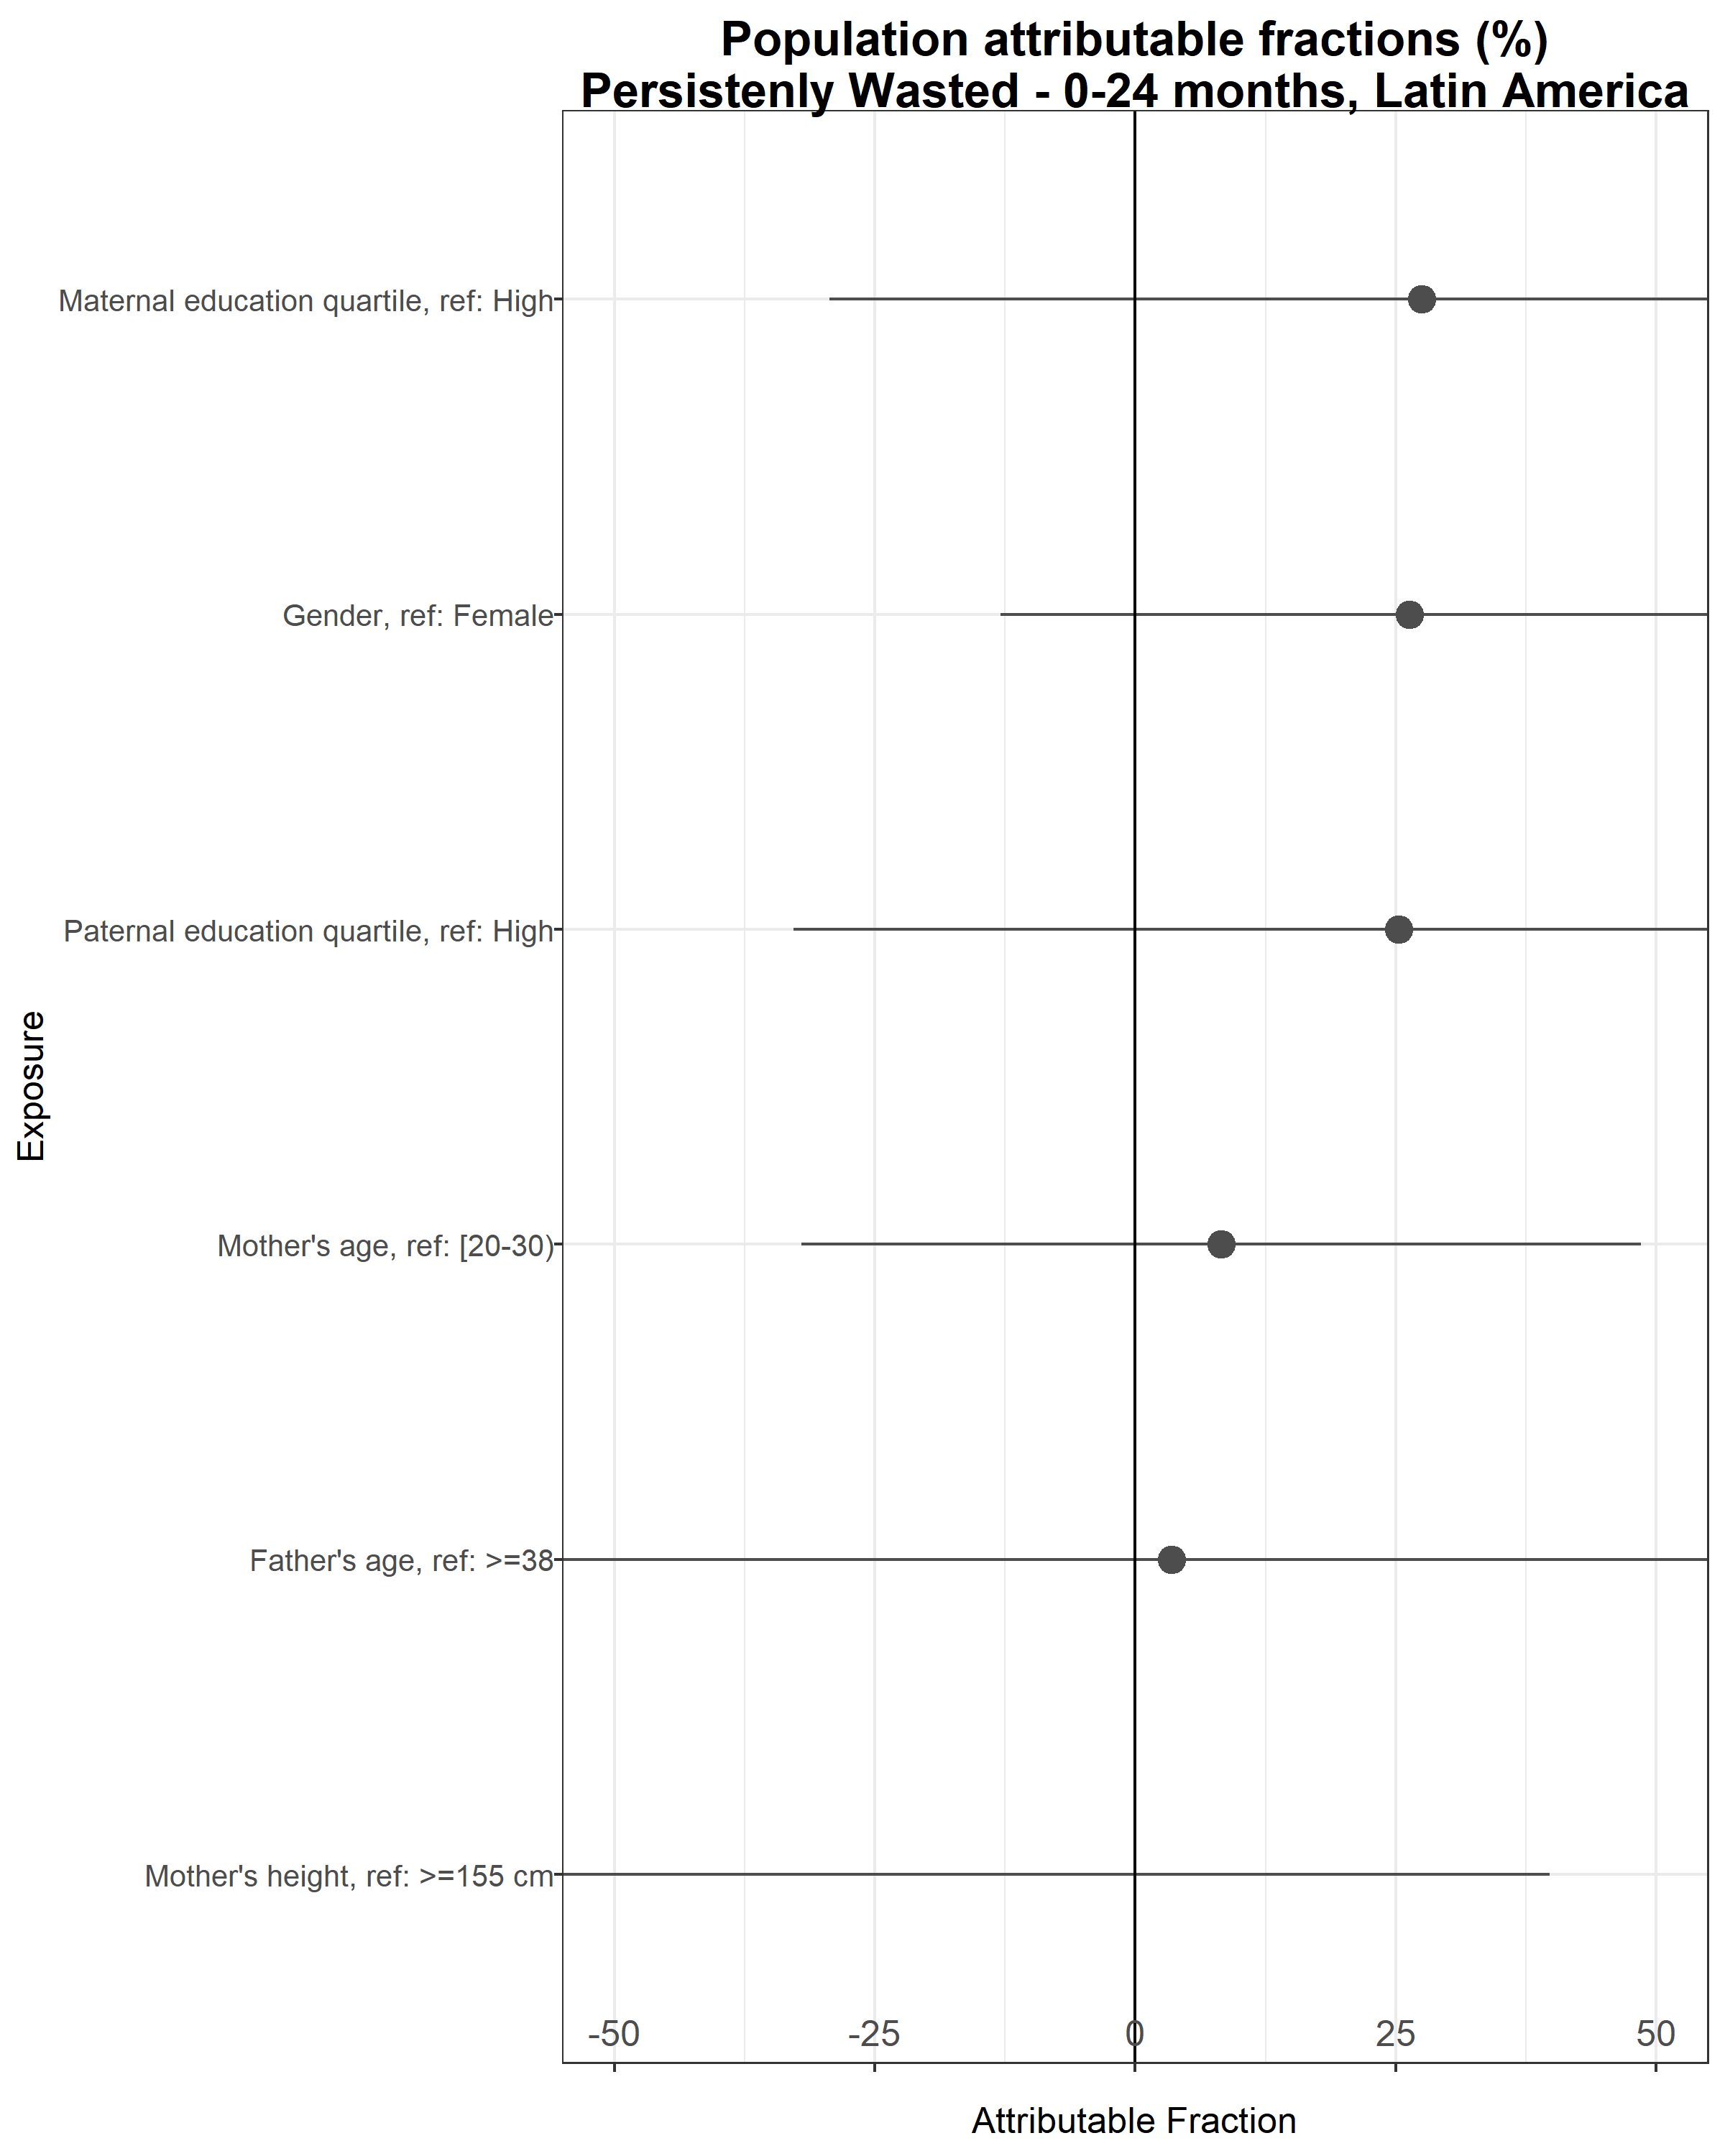 Population attributable fractions (%)
Persistenly Wasted - 0-24 months, Latin America
Maternal education quartile, ref: High
Gender, ref: Female
Paternal education quartile, ref: High
Exposure
Mother's age, ref: [20-30)
Father's age, ref: >=38
Mother's height, ref: >=155 cm
-50 -25 0 25 50
Attributable Fraction